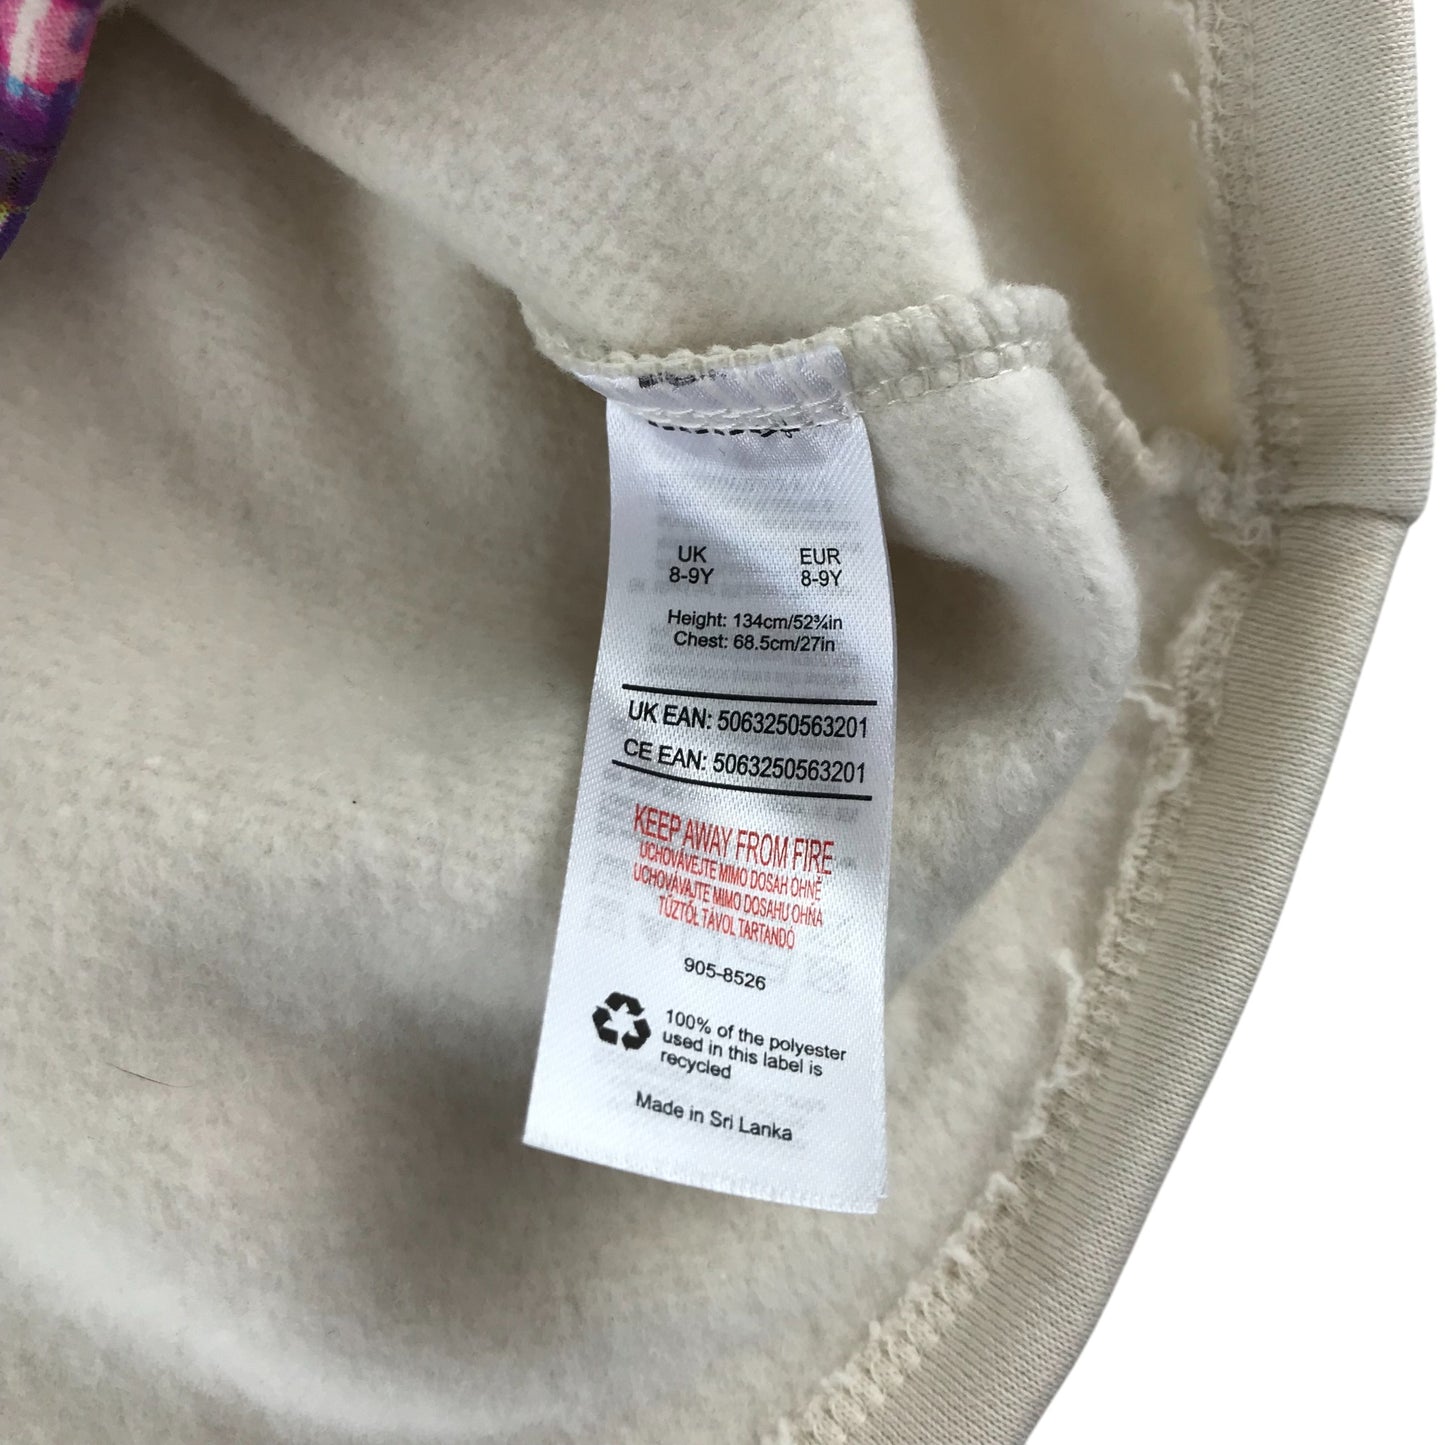 UK EUR
8-9Y 8-9Y
Height: 134cm/52¾in
Chest: 68.5cm/27in
UK EAN: 5063250563201
CE EAN: 5063250563201
KEEP AWAY FROM FIRE
UCHOVÁVEJTE MIMO DOSAH OHNĚ
UCHOVÁVAJTE MIMO DOSAHU OHŇA
TŰZTŐL TÁVOL TARTANDÓ
905-8526
100% of the polyester
used in this label is
recycled
Made in Sri Lanka